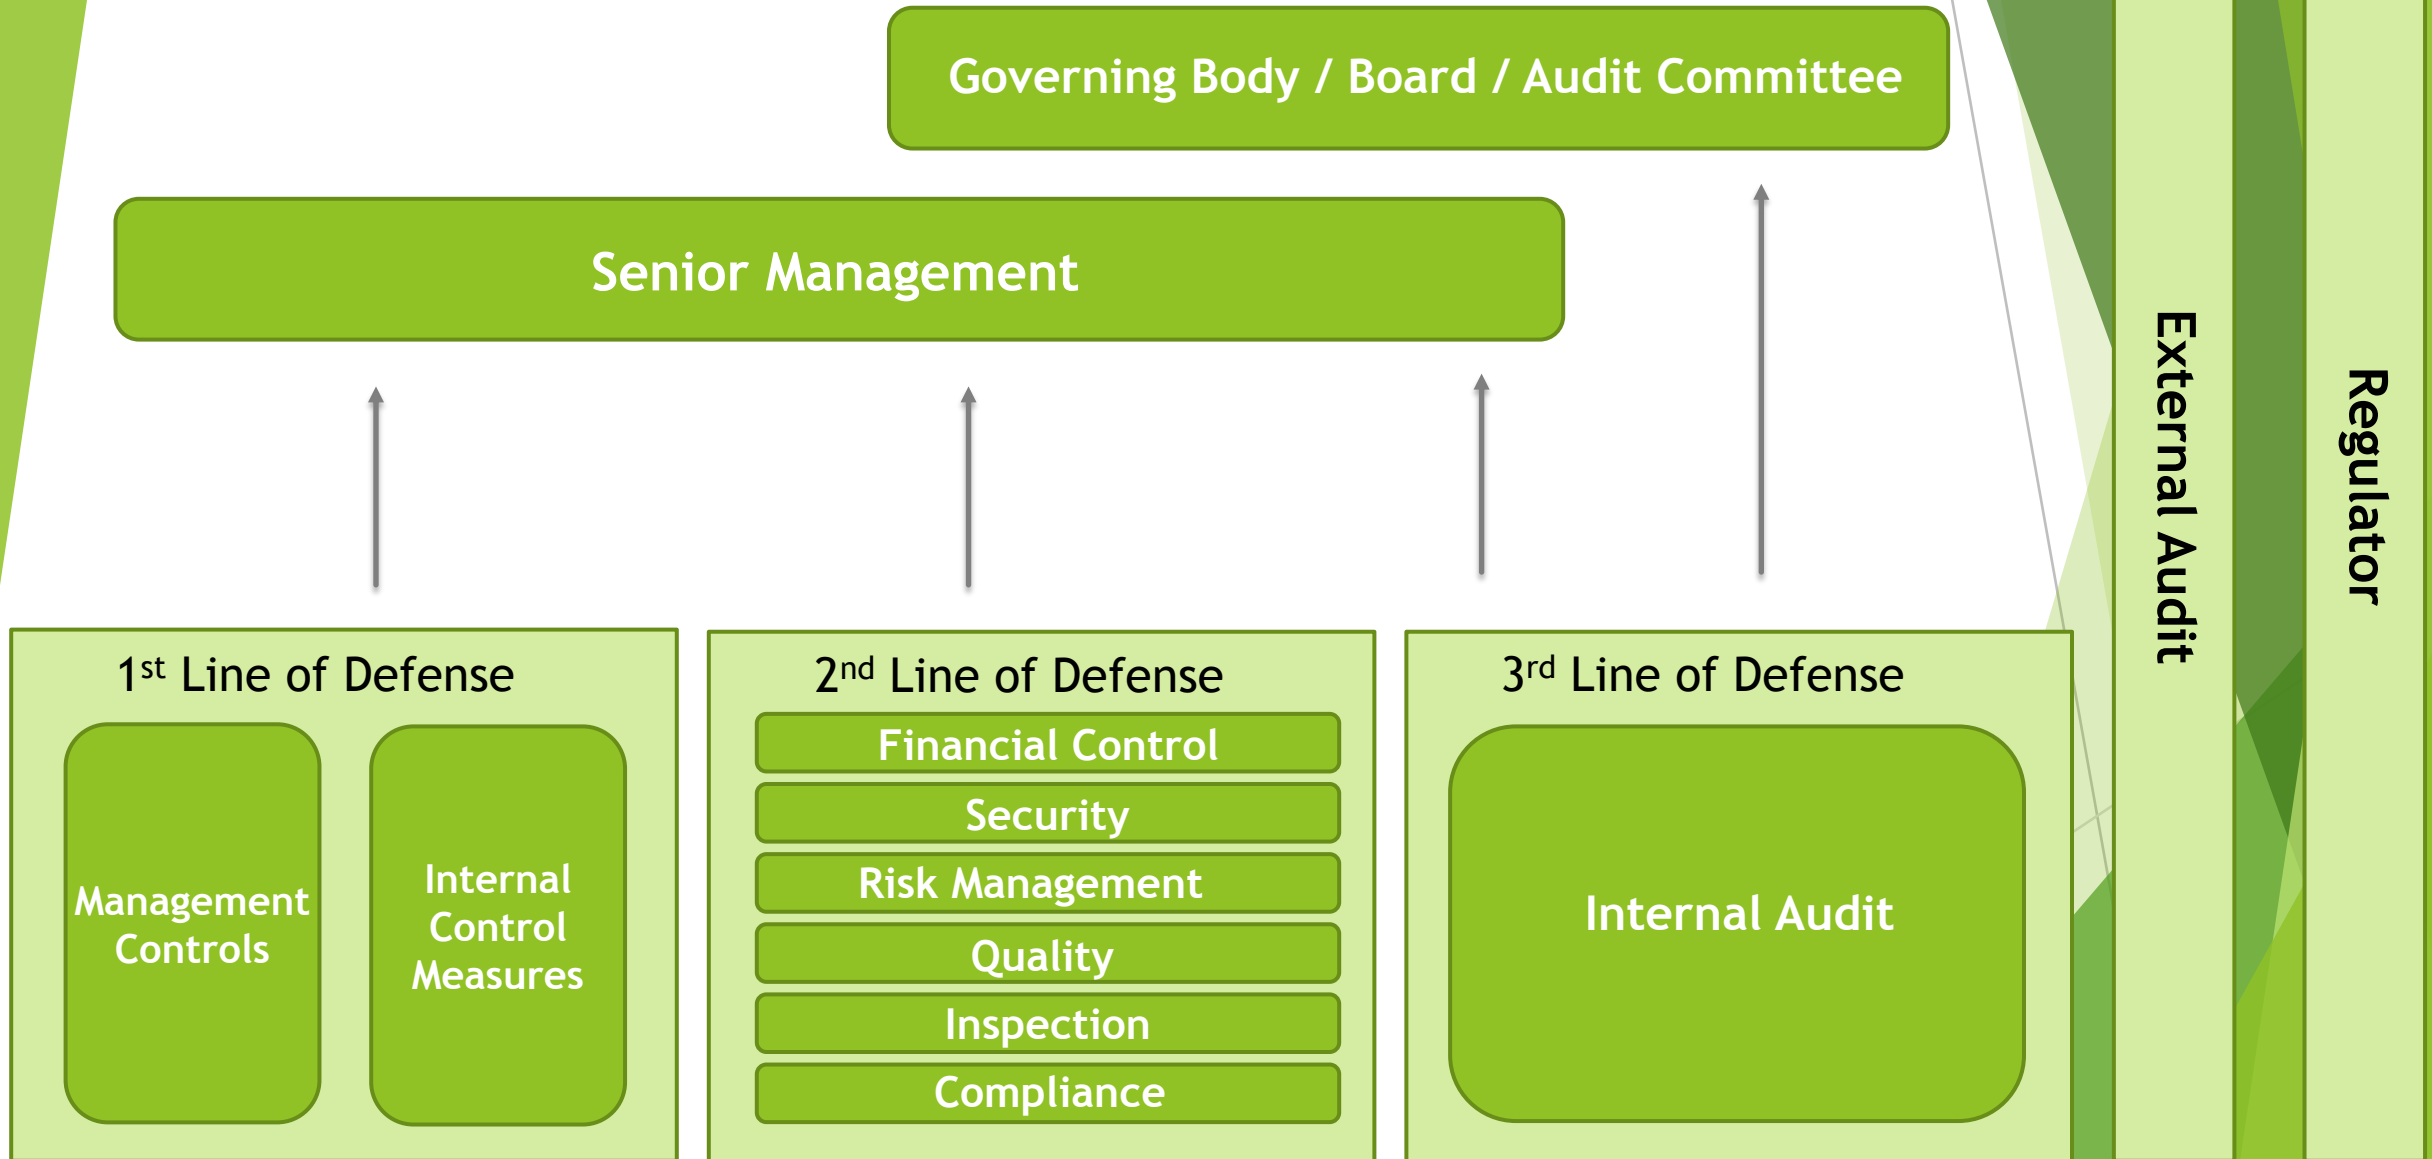 Governing Body / Board / Audit Committee
Senior Management
1st Line of Defense
Management
Controls
Internal
Control
Measures
2nd Line of Defense
Financial Control
Security
Risk Management
Quality
Inspection
Compliance
3rd Line of Defense
Internal Audit
External Audit
Regulator